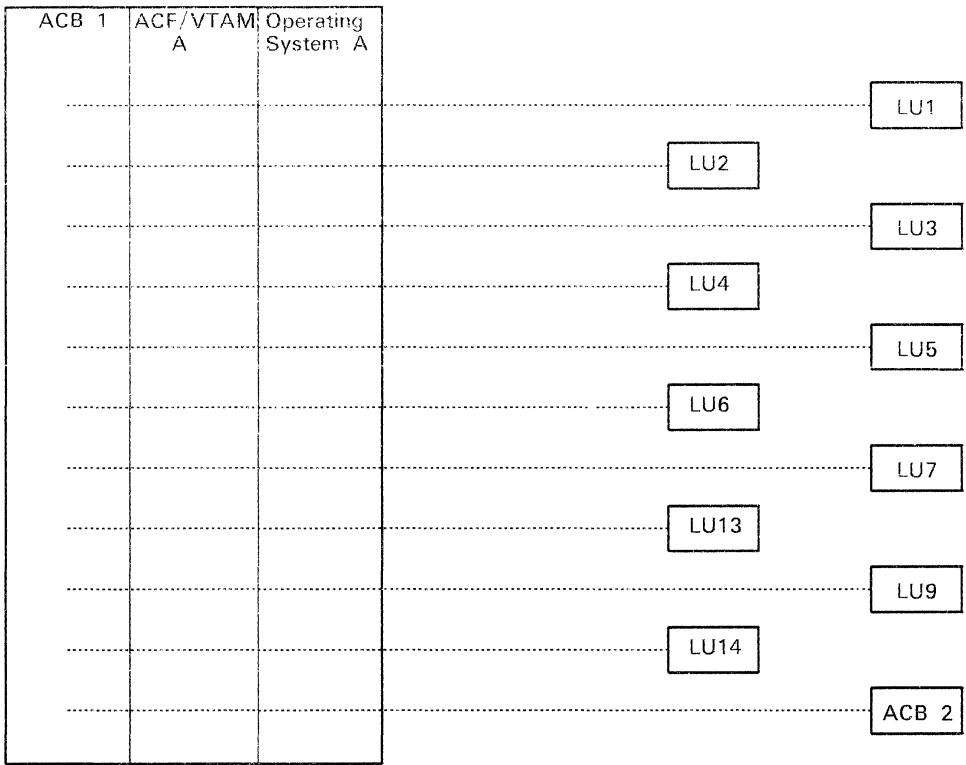 ACB 1
ACF/VTAM
A
Operating
System A
LU1
LU2
LU3
LU4
LU5
LU6
LU7
LU13
LU9
LU14
ACB 2